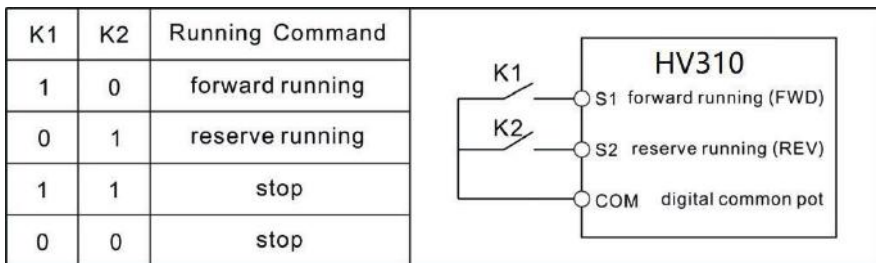 K1 K2 Running Command
1 0 forward running
0 1 reserve running
1 1 stop
0 0 stop
HV310
K1
S1 forward running (FWD)
K2
S2 reserve running (REV)
COM digital common pot